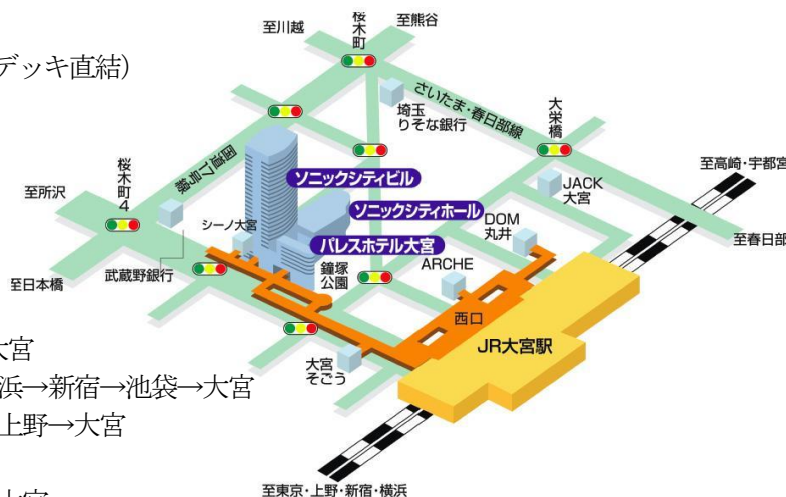 至川越
桜木町
至熊谷
デッキ直結）
さいたま・春日部線
埼玉
りそな銀行
大栄橋
至高崎・宇都宮
国道17号線
桜木町4
ソニックシティビル
JACK
大宮
至所沢
ソニックシティホール
DOM
丸井
シーノ大宮
パレスホテル大宮
至春日部
武蔵野銀行
鐘塚
公園
ARCHE
至日本橋
西口
JR大宮駅
大宮
大宮
そごう
浜→新宿→池袋→大宮
上野→大宮
至東京・上野・新宿・横浜